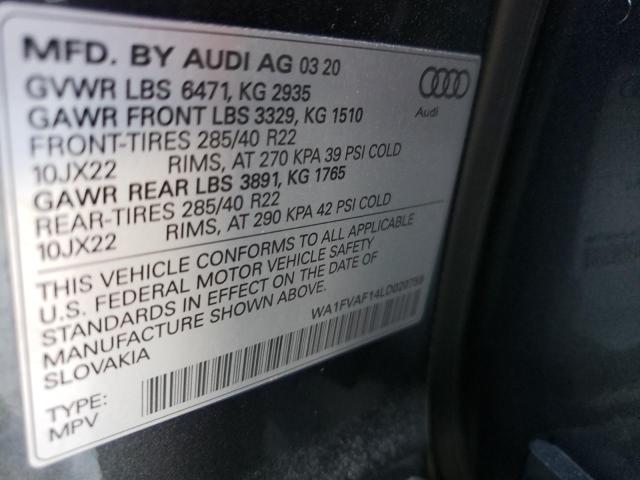 MFD. BY AUDI AG 03 20
GVWR LBS 6471, KG 2935
GAWR FRONT LBS 3329, KG 1510
FRONT-TIRES 285/40 R22
10JX22 RIMS, AT 270 KPA 39 PSI COLD
GAWR REAR LBS 3891, KG 1765
REAR-TIRES 285/40 R22
10JX22 RIMS, AT 290 KPA 42 PSI COLD
THIS VEHICLE CONFORMS TO ALL APPLICABLE
U.S. FEDERAL MOTOR VEHICLE SAFETY
STANDARDS IN EFFECT ON THE DATE OF
MANUFACTURE SHOWN ABOVE.
SLOVAKIA
TYPE:
MPV
Audi